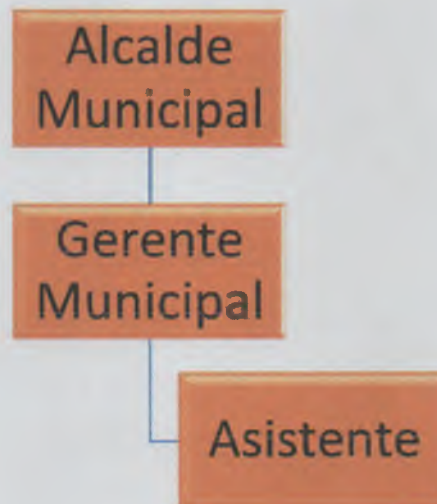 Alcalde
Municipal
Gerente
Municipal
Asistente